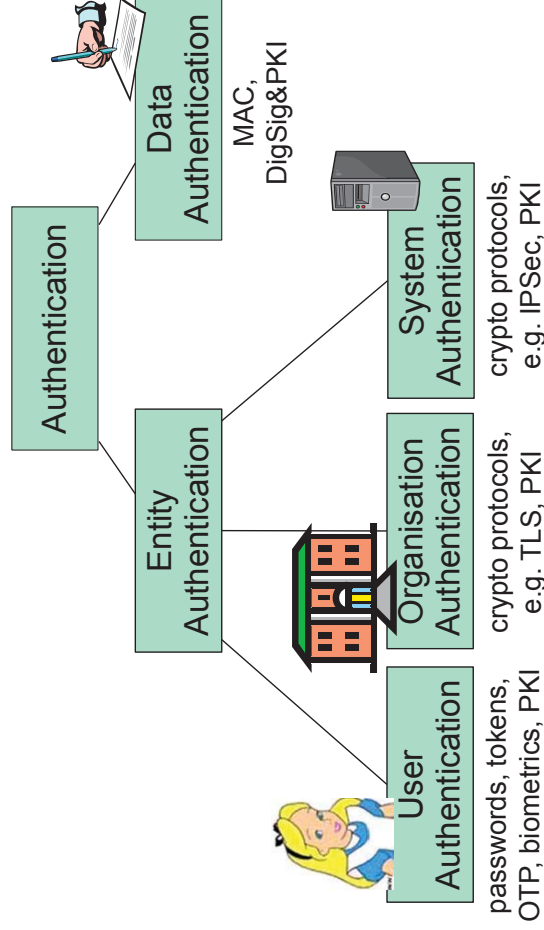 Authentication
Entity
Authentication
Data
Authentication
MAC,
DigSig&PKI
User
Authentication
passwords, tokens,
OTP, biometrics, PKI
Organisation
Authentication
crypto protocols,
e.g. TLS, PKI
System
Authentication
crypto protocols,
e.g. IPSec, PKI